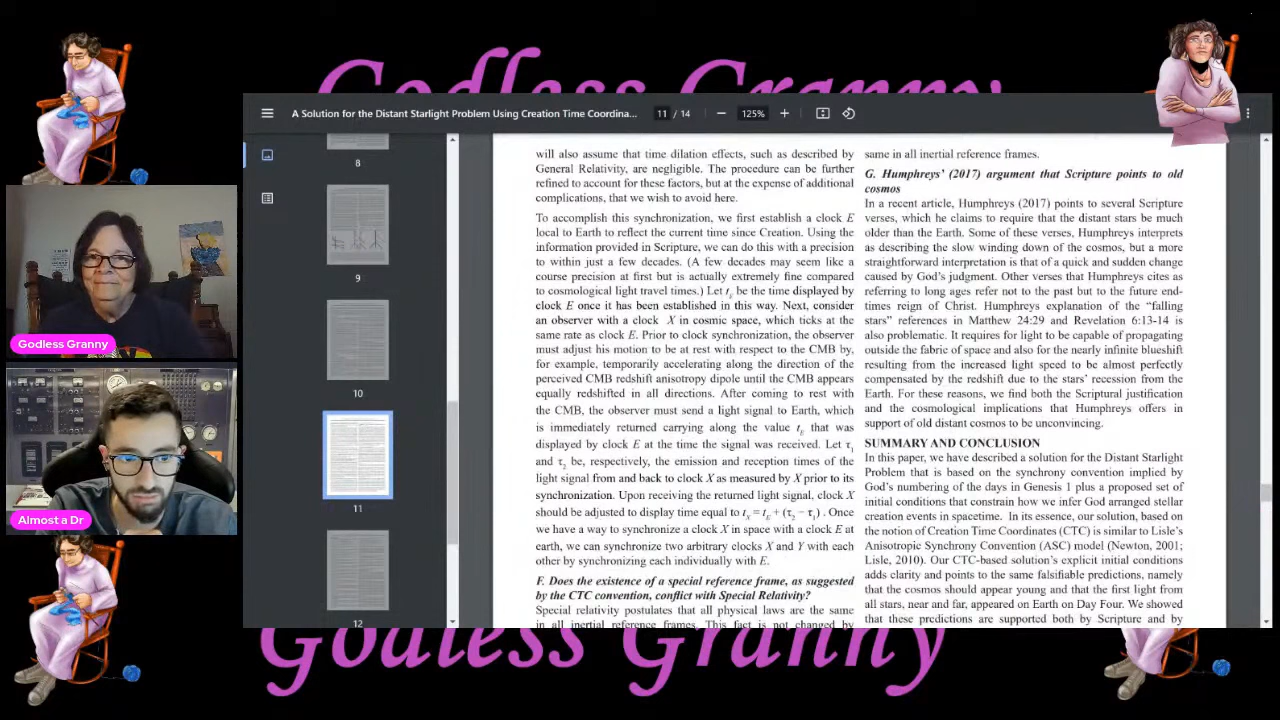 Godless Granny
A Solution for the Distant Starlight Problem Using Creation Time Coordina...
11 / 14
125%
8
9
10
11
12
Godless Granny
Almost a Dr
will also assume that time dilation effects, such as described by
General Relativity, are negligible. The procedure can be further
refined to account for these factors, but at the expense of additional
complications, that we wish to avoid here.
To accomplish this synchronization, we first establish a clock E
local to Earth to reflect the current time since Creation. Using the
information provided in Scripture, we can do this with a precision
to within just a few decades. (A few decades may seem like a
course precision at first but is actually extremely fine compared
to cosmological light travel times.) Let tE be the time displayed by
clock E once it has been established in this way. Next, consider
an observer with a clock X in cosmic space, which ticks at the
same rate as clock E. Prior to clock synchronization, the observer
must adjust his motion to be at rest with respect to the CMB by,
for example, temporarily accelerating along the direction of the
perceived CMB redshift anisotropy dipole until the CMB appears
equally redshifted in all directions. After coming to rest with
the CMB, the observer must send a light signal to Earth, which
is immediately returned carrying along the value tE that was
displayed by clock E at the time the signal was received. Let τ1
and τ2 be, respectively, the emission and reception times of the
light signal from and back to clock X as measured by X prior to its
synchronization. Upon receiving the returned light signal, clock X
should be adjusted to display time equal to tX = tE + (τ2 − τ1) . Once
we have a way to synchronize a clock X in space with a clock E at
earth, we can synchronize two arbitrary clocks X and Y with each
other by synchronizing each individually with E.
F. Does the existence of a special reference frame, as suggested
by the CTC convention, conflict with Special Relativity?
Special relativity postulates that all physical laws are the same
in all inertial reference frames. This fact is not changed by
same in all inertial reference frames.
G. Humphreys' (2017) argument that Scripture points to old
cosmos
In a recent article, Humphreys (2017) points to several Scripture
verses, which he claims to require that the distant stars be much
older than the Earth. Some of these verses, Humphreys interprets
as describing the slow winding down of the cosmos, but a more
straightforward interpretation is that of a quick and sudden change
caused by God's judgment. Other verses that Humphreys cites as
referring to long ages refer not to the past but to the future end-
times reign of Christ. Humphreys explanation of the “falling
stars” references in Matthew 24:29 and Revelation 6:13-14 is
also problematic. It requires for light to be capable of propagating
outside the fabric of space and also for the nearly infinite blueshift
resulting from the increased light speed to be almost perfectly
compensated by the redshift due to the stars' recession from the
Earth. For these reasons, we find both the Scriptural justification
and the cosmological implications that Humphreys offers in
support of old distant cosmos to be unconvincing.
SUMMARY AND CONCLUSION
In this paper, we have described a solution for the Distant Starlight
Problem that is based on the synchrony convention implied by
God's numbering of the days in Genesis 1 plus a proposed set of
initial conditions that constrain how we infer God arranged stellar
creation events in spacetime. In its essence, our solution, based on
the notion of Creation Time Coordinates (CTC) is similar to Lisle's
Anisotropic Synchrony Convention (ASC) model (Newton, 2001;
Lisle, 2010). Our CTC-based solution's explicit initial conditions
adds clarity and points to the same falsifiable predictions, namely
that the cosmos should appear young and that the first light from
all stars, near and far, appeared on Earth on Day Four. We showed
that these predictions are supported both by Scripture and by
Godless Granny